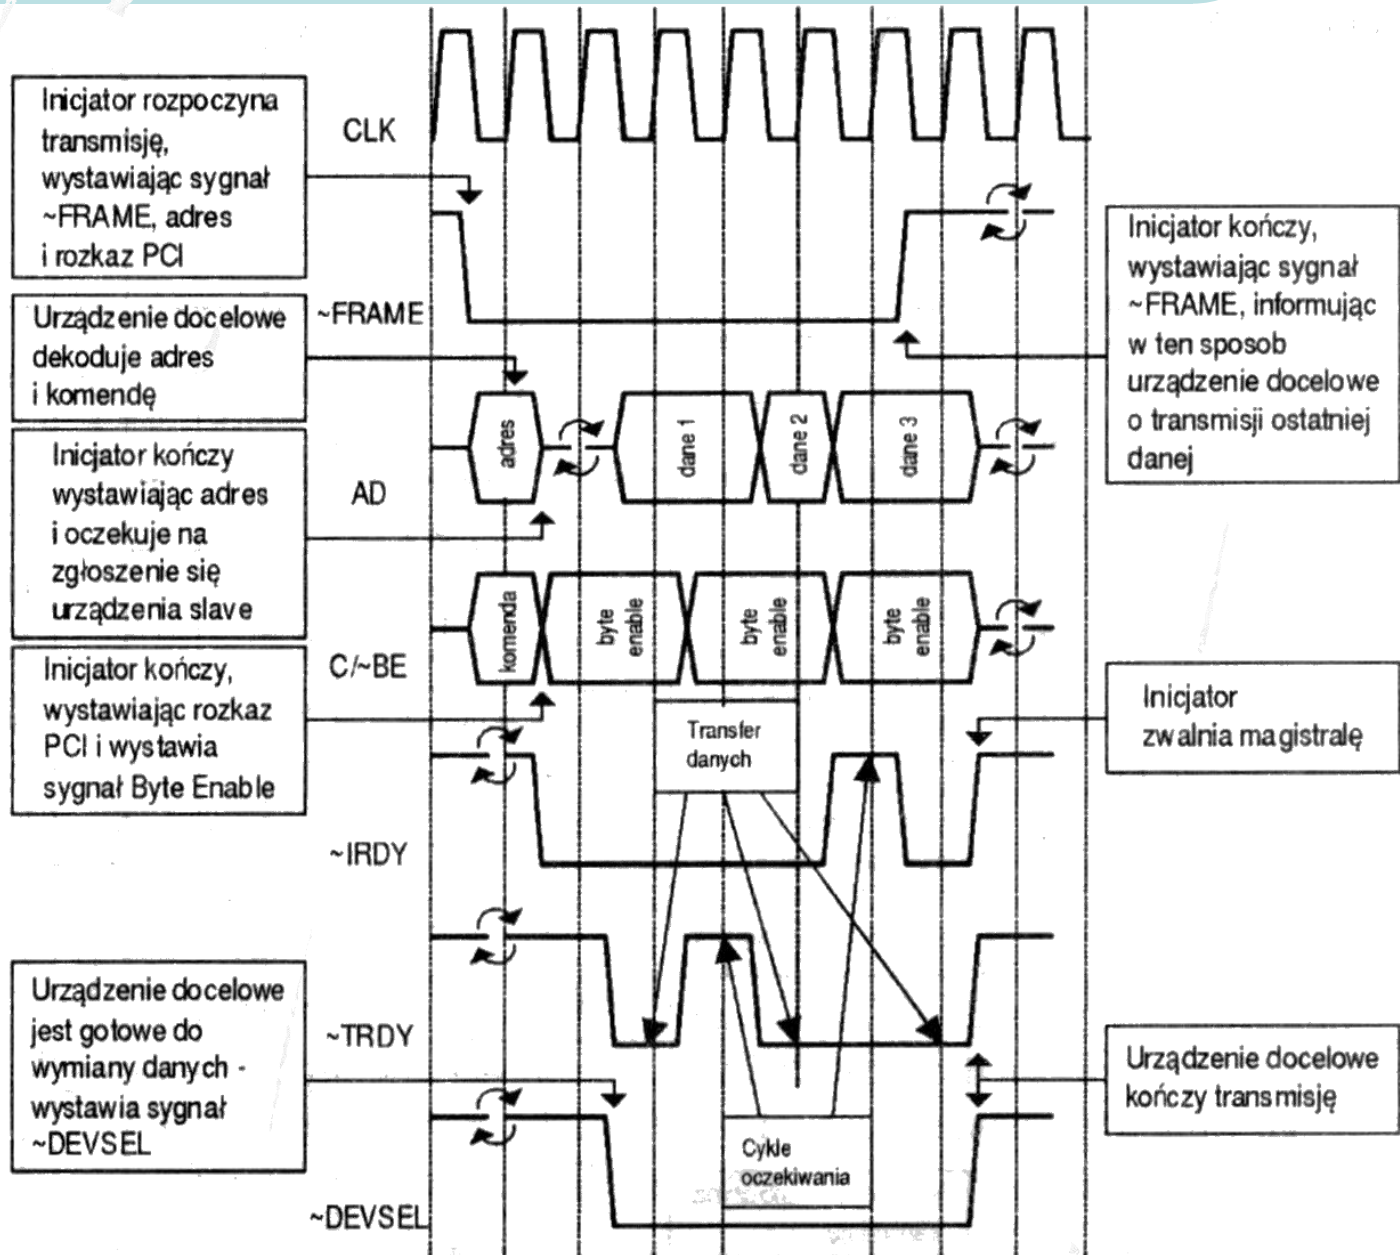 Inicjator rozpoczyna
transmisję,
wystawiając sygnał
~FRAME, adres
i rozkaz PCI
Urządzenie docelowe
dekoduje adres
i komendę
Inicjator kończy
wystawiając adres
i oczekuje na
zgłoszenie się
urządzenia slave
Inicjator kończy,
wystawiając rozkaz
PCI i wystawia
sygnał Byte Enable
Urządzenie docelowe
jest gotowe do
wymiany danych -
wystawia sygnał
~DEVSEL
CLK
~FRAME
AD
adres
dane 1
dane 2
dane 3
C/~BE
komenda
byte
enable
byte
enable
byte
enable
Transfer
danych
~IRDY
~TRDY
Cykle
oczekiwania
~DEVSEL
Inicjator kończy,
wystawiając sygnał
~FRAME, informując
w ten sposob
urządzenie docelowe
o transmisji ostatniej
danej
Inicjator
zwalnia magistralę
Urządzenie docelowe
kończy transmisję